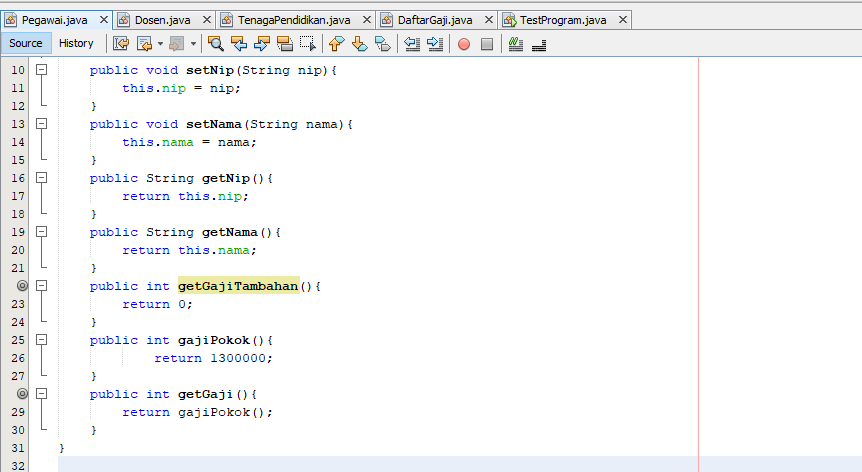 Pegawai.java Dosen.java TenagaPendidikan.java DaftarGaji.java TestProgram.java
Source History
10 public void setNip(String nip){
11 this.nip = nip;
12 }
13 public void setNama(String nama){
14 this.nama = nama;
15 }
16 public String getNip(){
17 return this.nip;
18 }
19 public String getNama(){
20 return this.nama;
21 }
public int getGajiTambahan(){
23 return 0;
24 }
25 public int gajiPokok(){
26 return 1300000;
27 }
public int getGaji(){
29 return gajiPokok();
30 }
31 }
32